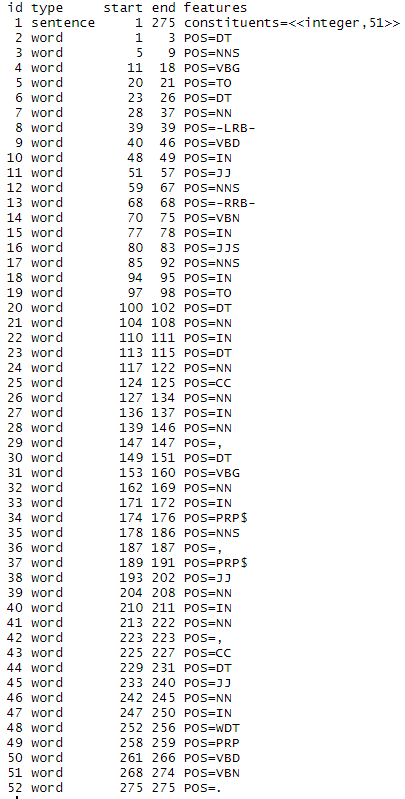 id type start end features
1 sentence 1 275 constituents=<<integer,51>>
2 word 1 3 POS=DT
3 word 5 9 POS=NNS
4 word 11 18 POS=VBG
5 word 20 21 POS=TO
6 word 23 26 POS=DT
7 word 28 37 POS=NN
8 word 39 39 POS=-LRB-
9 word 40 46 POS=VBD
10 word 48 49 POS=IN
11 word 51 57 POS=JJ
12 word 59 67 POS=NNS
13 word 68 68 POS=-RRB-
14 word 70 75 POS=VBN
15 word 77 78 POS=IN
16 word 80 83 POS=JJS
17 word 85 92 POS=NNS
18 word 94 95 POS=IN
19 word 97 98 POS=TO
20 word 100 102 POS=DT
21 word 104 108 POS=NN
22 word 110 111 POS=IN
23 word 113 115 POS=DT
24 word 117 122 POS=NN
25 word 124 125 POS=CC
26 word 127 134 POS=NN
27 word 136 137 POS=IN
28 word 139 146 POS=NN
29 word 147 147 POS=,
30 word 149 151 POS=DT
31 word 153 160 POS=VBG
32 word 162 169 POS=NN
33 word 171 172 POS=IN
34 word 174 176 POS=PRP$
35 word 178 186 POS=NNS
36 word 187 187 POS=,
37 word 189 191 POS=PRP$
38 word 193 202 POS=JJ
39 word 204 208 POS=NN
40 word 210 211 POS=IN
41 word 213 222 POS=NN
42 word 223 223 POS=,
43 word 225 227 POS=CC
44 word 229 231 POS=DT
45 word 233 240 POS=JJ
46 word 242 245 POS=NN
47 word 247 250 POS=IN
48 word 252 256 POS=WDT
49 word 258 259 POS=PRP
50 word 261 266 POS=VBD
51 word 268 274 POS=VBN
52 word 275 275 POS=.